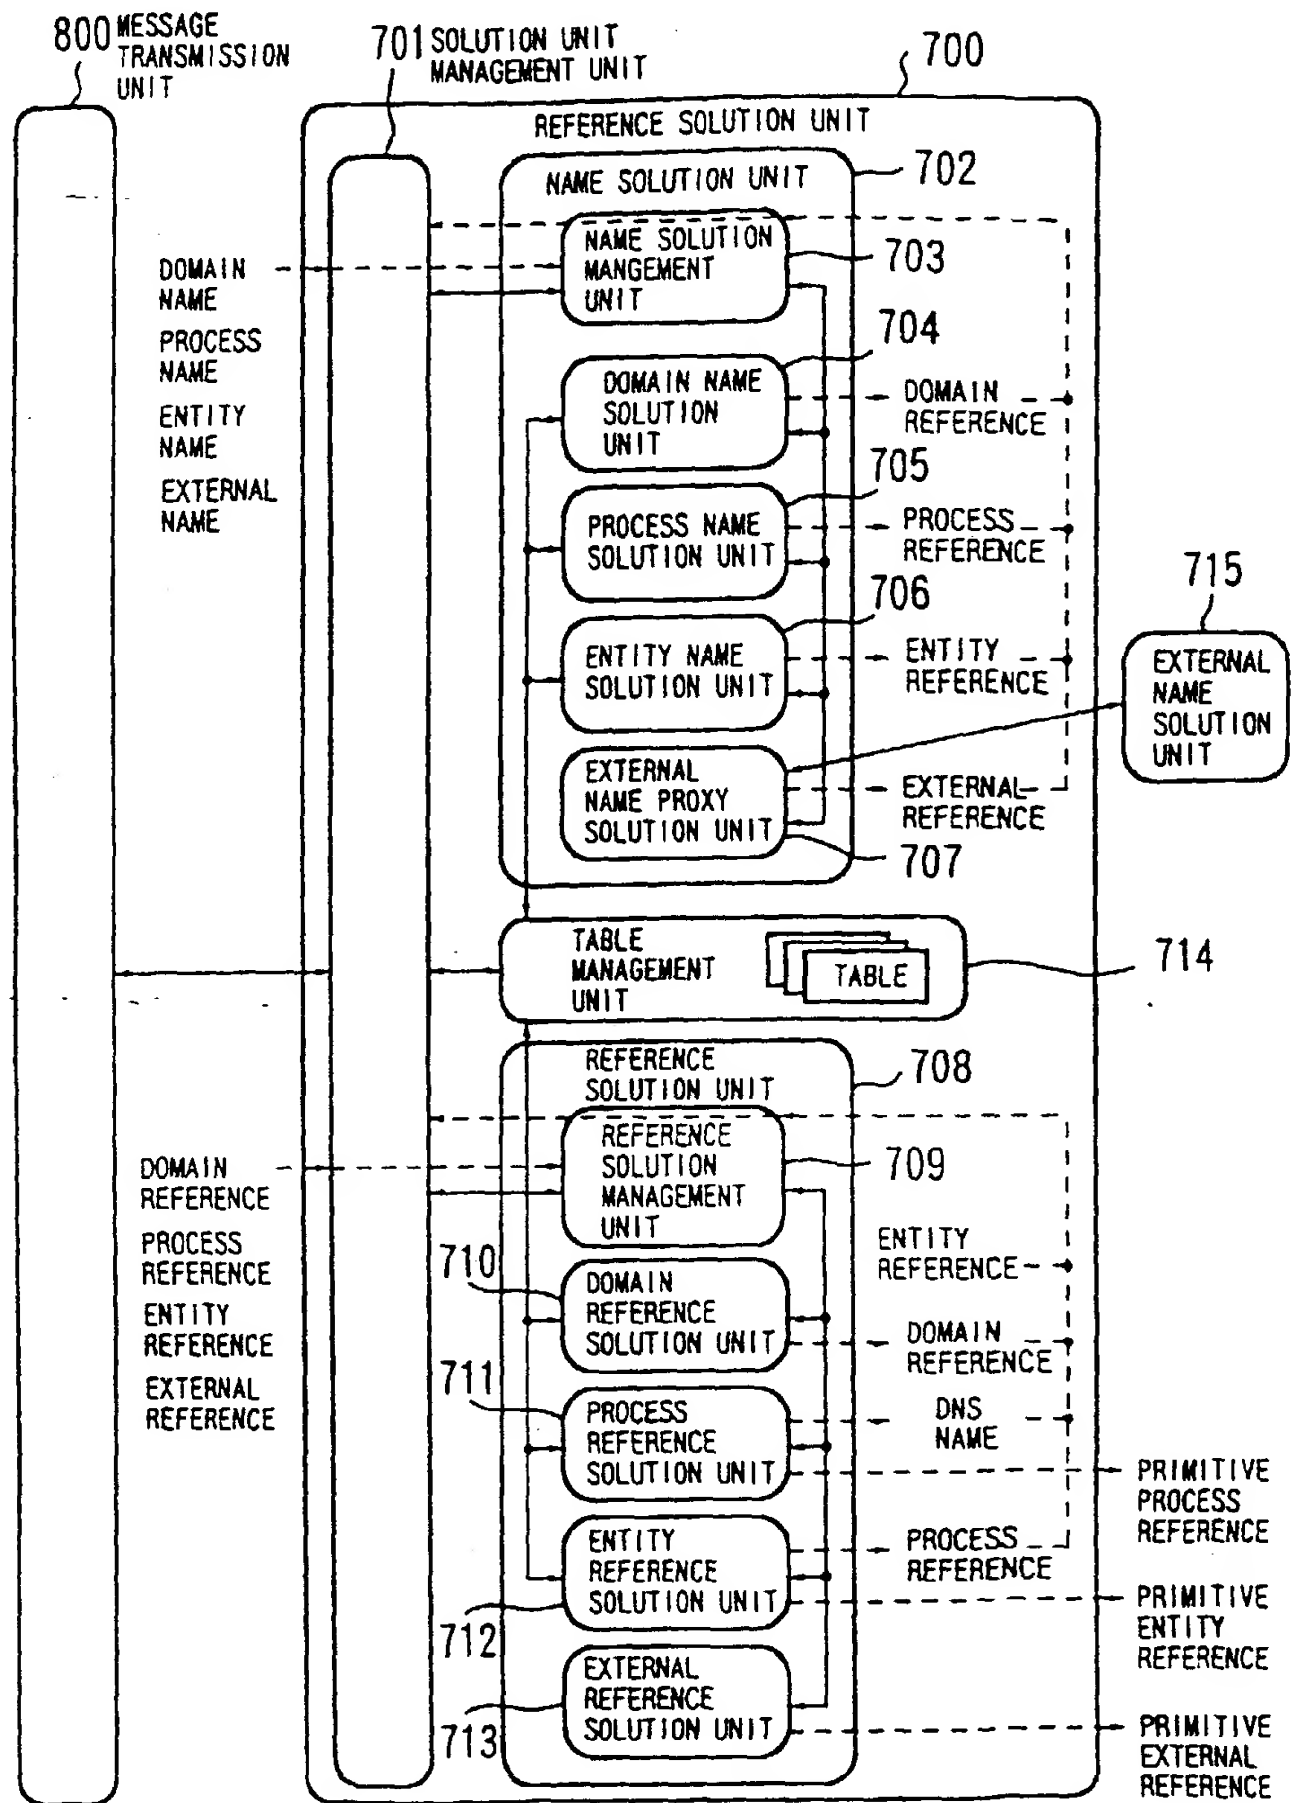 800 MESSAGE
TRANSMISSION
UNIT
701 SOLUTION UNIT
MANAGEMENT UNIT
700
REFERENCE SOLUTION UNIT
NAME SOLUTION UNIT
702
NAME SOLUTION
MANGEMENT
UNIT
703
DOMAIN
NAME
PROCESS
NAME
ENTITY
NAME
EXTERNAL
NAME
704
DOMAIN NAME
SOLUTION
UNIT
DOMAIN
REFERENCE
705
PROCESS NAME
SOLUTION UNIT
PROCESS
REFERENCE
706
ENTITY NAME
SOLUTION UNIT
ENTITY
REFERENCE
715
EXTERNAL
NAME
SOLUTION
UNIT
EXTERNAL
NAME PROXY
SOLUTION UNIT
EXTERNAL
REFERENCE
707
TABLE
MANAGEMENT
UNIT
TABLE
714
REFERENCE
SOLUTION UNIT
708
REFERENCE
SOLUTION
MANAGEMENT
UNIT
709
DOMAIN
REFERENCE
PROCESS
REFERENCE
ENTITY
REFERENCE
EXTERNAL
REFERENCE
ENTITY
REFERENCE
710
DOMAIN
REFERENCE
SOLUTION UNIT
DOMAIN
REFERENCE
711
PROCESS
REFERENCE
SOLUTION UNIT
DNS
NAME
PRIMITIVE
PROCESS
REFERENCE
ENTITY
REFERENCE
SOLUTION UNIT
PROCESS
REFERENCE
712
PRIMITIVE
ENTITY
REFERENCE
EXTERNAL
REFERENCE
SOLUTION UNIT
713
PRIMITIVE
EXTERNAL
REFERENCE